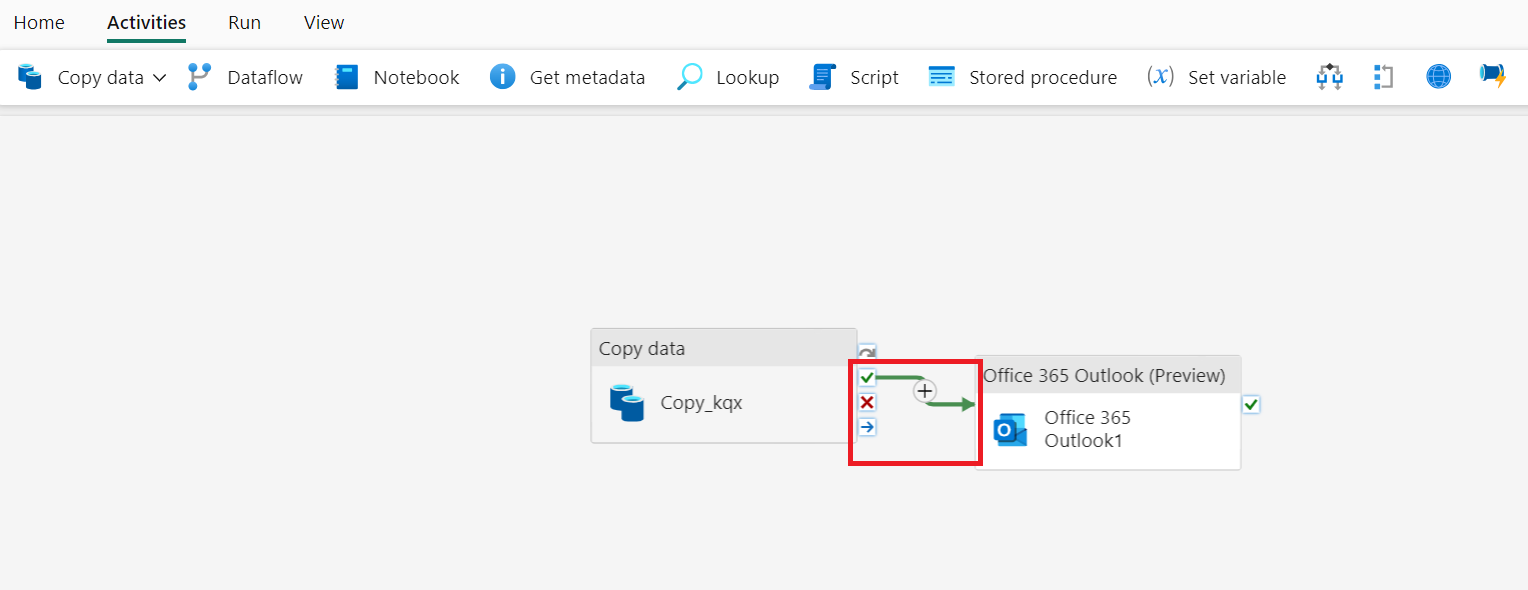 Home Activities Run View
Copy data Dataflow Notebook Get metadata Lookup Script Stored procedure (x) Set variable
Copy data
Copy_kqx
Office 365 Outlook (Preview)
Office 365
Outlook1